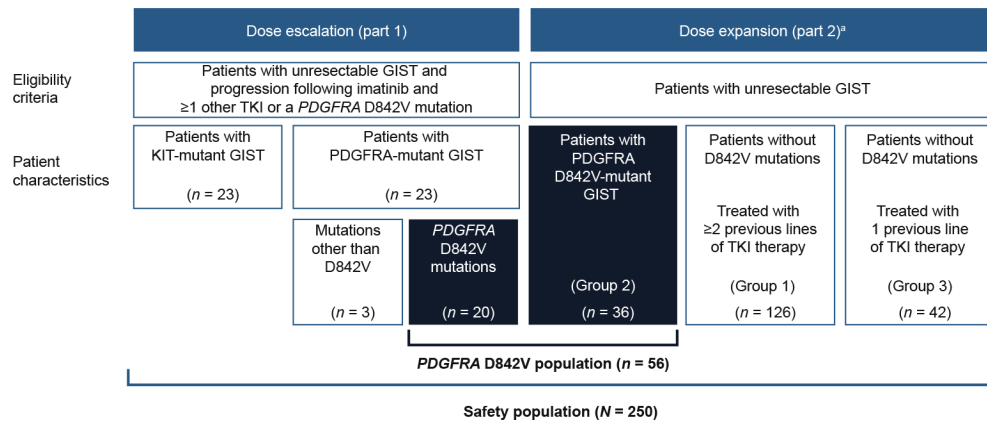 Dose escalation (part 1)
Dose expansion (part 2)ª
Eligibility
criteria
Patients with unresectable GIST and
progression following imatinib and
≥1 other TKI or a PDGFRA D842V mutation
Patients with unresectable GIST
Patient
characteristics
Patients with
KIT-mutant GIST
(n = 23)
Patients with
PDGFRA-mutant GIST
(n = 23)
Mutations
other than
D842V
(n = 3)
PDGFRA
D842V
mutations
(n = 20)
Patients with
PDGFRA
D842V-mutant
GIST
(Group 2)
(n = 36)
Patients without
D842V mutations
Treated with
≥2 previous lines
of TKI therapy
(Group 1)
(n = 126)
Patients without
D842V mutations
Treated with
1 previous line
of TKI therapy
(Group 3)
(n = 42)
PDGFRA D842V population (n = 56)
Safety population (N = 250)